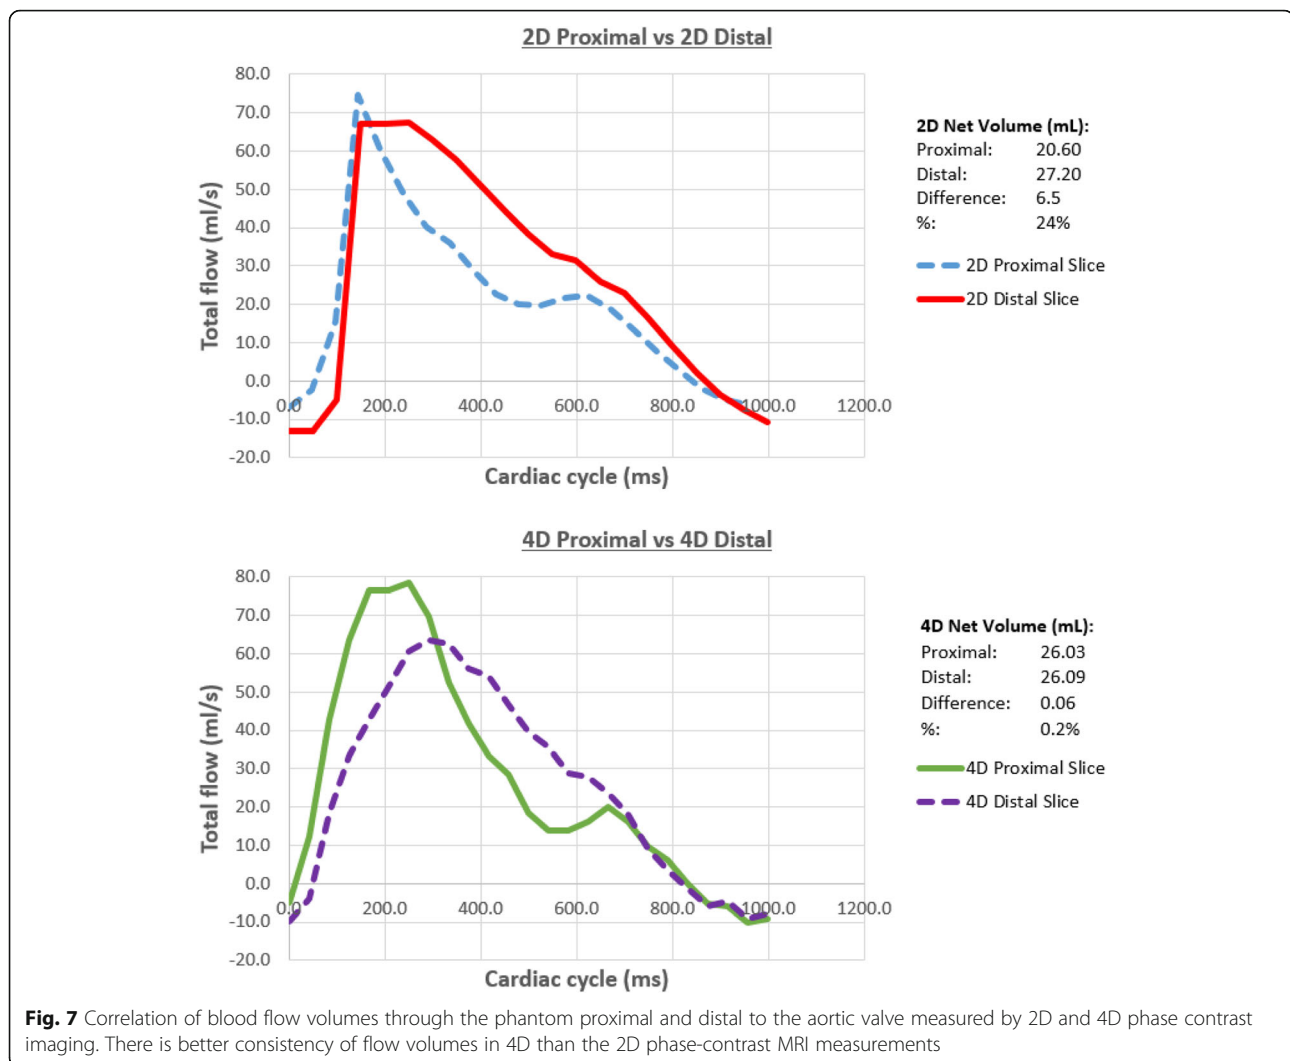 2D Proximal vs 2D Distal
80.0
70.0
60.0
50.0
40.0
30.0
20.0
10.0
0.0
-10.0
-20.0
Total flow (ml/s)
0.0 200.0 400.0 600.0 800.0 1000.0 1200.0
Cardiac cycle (ms)
2D Net Volume (mL):
Proximal: 20.60
Distal: 27.20
Difference: 6.5
%: 24%
2D Proximal Slice
2D Distal Slice
4D Proximal vs 4D Distal
80.0
70.0
60.0
50.0
40.0
30.0
20.0
10.0
0.0
-10.0
-20.0
Total flow (ml/s)
0.0 200.0 400.0 600.0 800.0 1000.0 1200.0
Cardiac cycle (ms)
4D Net Volume (mL):
Proximal: 26.03
Distal: 26.09
Difference: 0.06
%: 0.2%
4D Proximal Slice
4D Distal Slice
Fig. 7 Correlation of blood flow volumes through the phantom proximal and distal to the aortic valve measured by 2D and 4D phase contrast
imaging. There is better consistency of flow volumes in 4D than the 2D phase-contrast MRI measurements